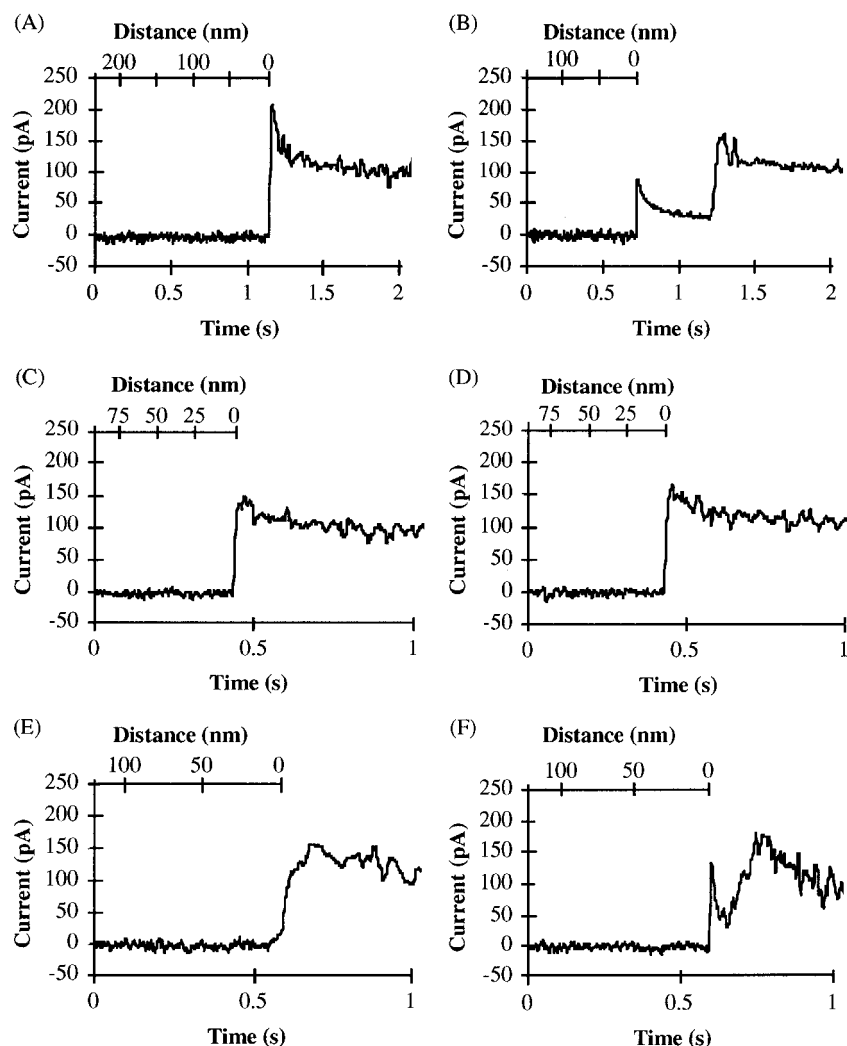 (A)
Distance (nm)
200 100 0
250
200
150
100
50
0
-50
Current (pA)
0 0.5 1 1.5 2
Time (s)
(B)
Distance (nm)
100 0
250
200
150
100
50
0
-50
Current (pA)
0 0.5 1 1.5 2
Time (s)
(C)
Distance (nm)
75 50 25 0
250
200
150
100
50
0
-50
Current (pA)
0 0.5 1
Time (s)
(D)
Distance (nm)
75 50 25 0
250
200
150
100
50
0
-50
Current (pA)
0 0.5 1
Time (s)
(E)
Distance (nm)
100 50 0
250
200
150
100
50
0
-50
Current (pA)
0 0.5 1
Time (s)
(F)
Distance (nm)
100 50 0
250
200
150
100
50
0
-50
Current (pA)
0 0.5 1
Time (s)